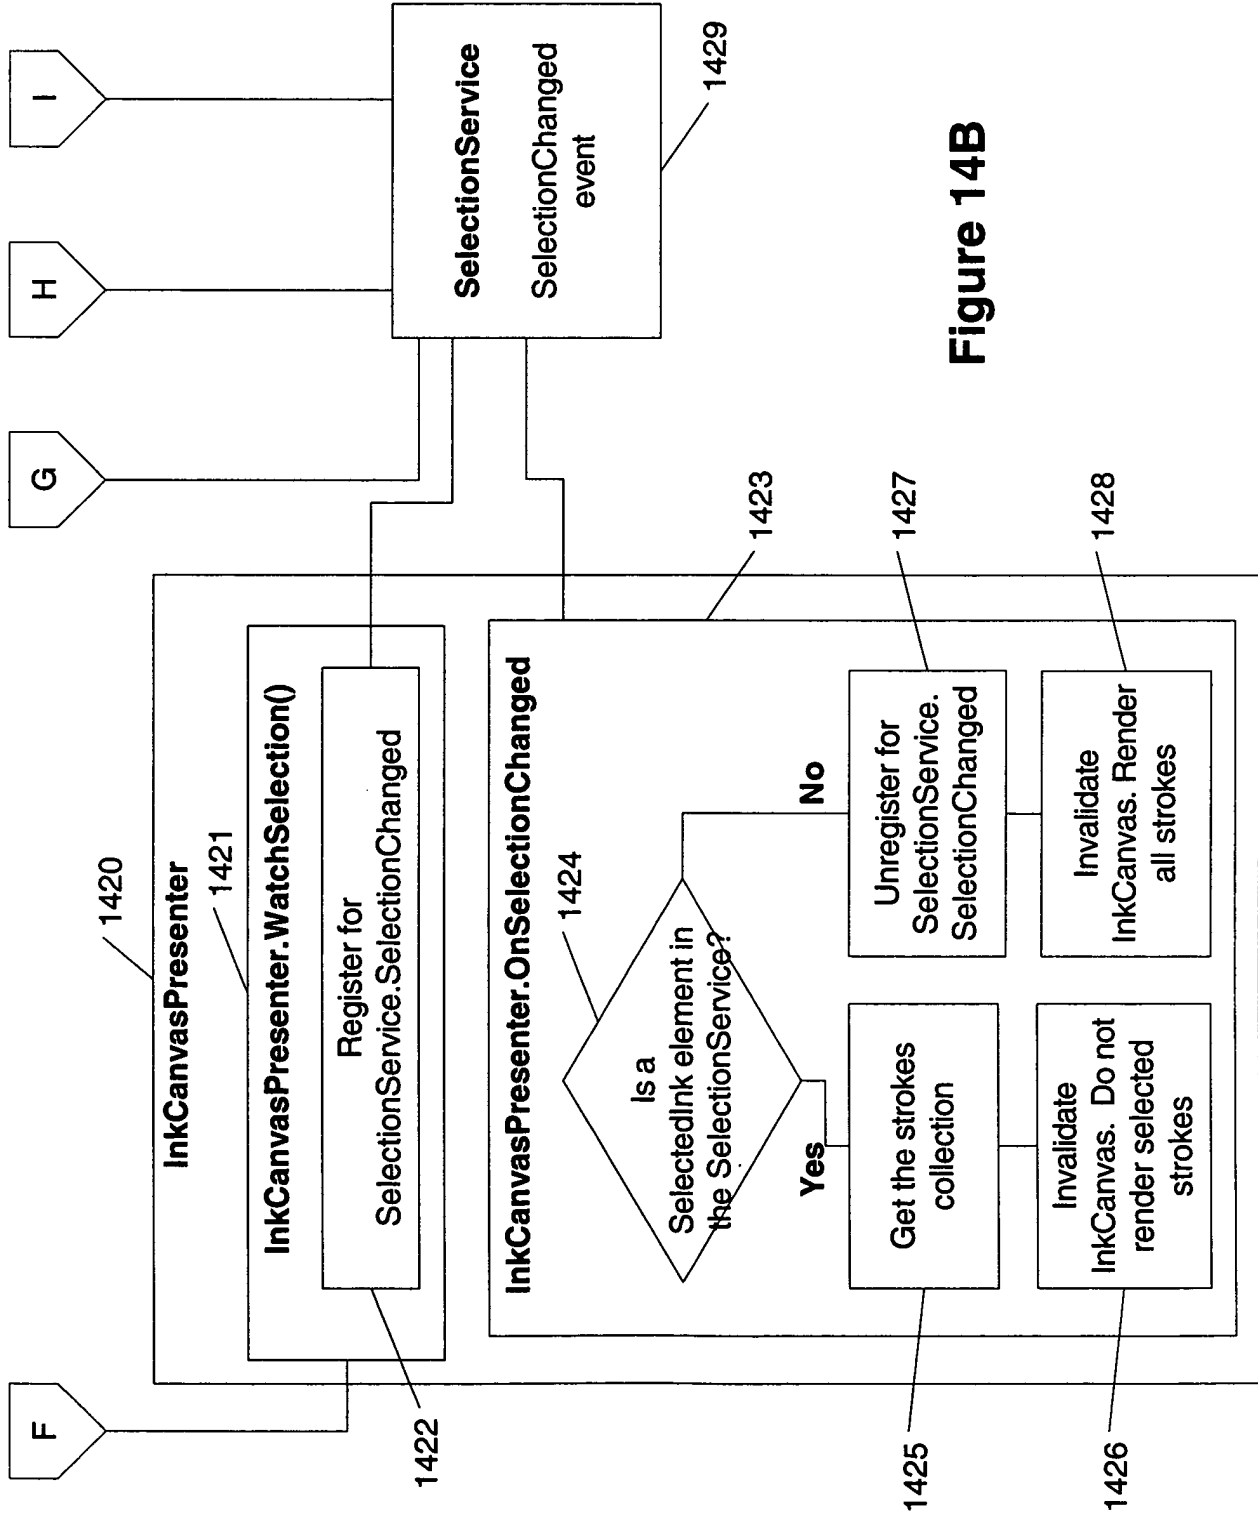 F
G
H
I
1420
InkCanvasPresenter
1421
InkCanvasPresenter.WatchSelection()
Register for
SelectionService.SelectionChanged
1422
SelectionService
SelectionChanged
event
1429
1423
InkCanvasPresenter.OnSelectionChanged
1424
Is a
SelectedInk element in
the SelectionService?
Yes
No
Get the strokes
collection
1425
Unregister for
SelectionService.
SelectionChanged
1427
Invalidate
InkCanvas. Do not
render selected
strokes
1426
Invalidate
InkCanvas. Render
all strokes
1428
Figure 14B